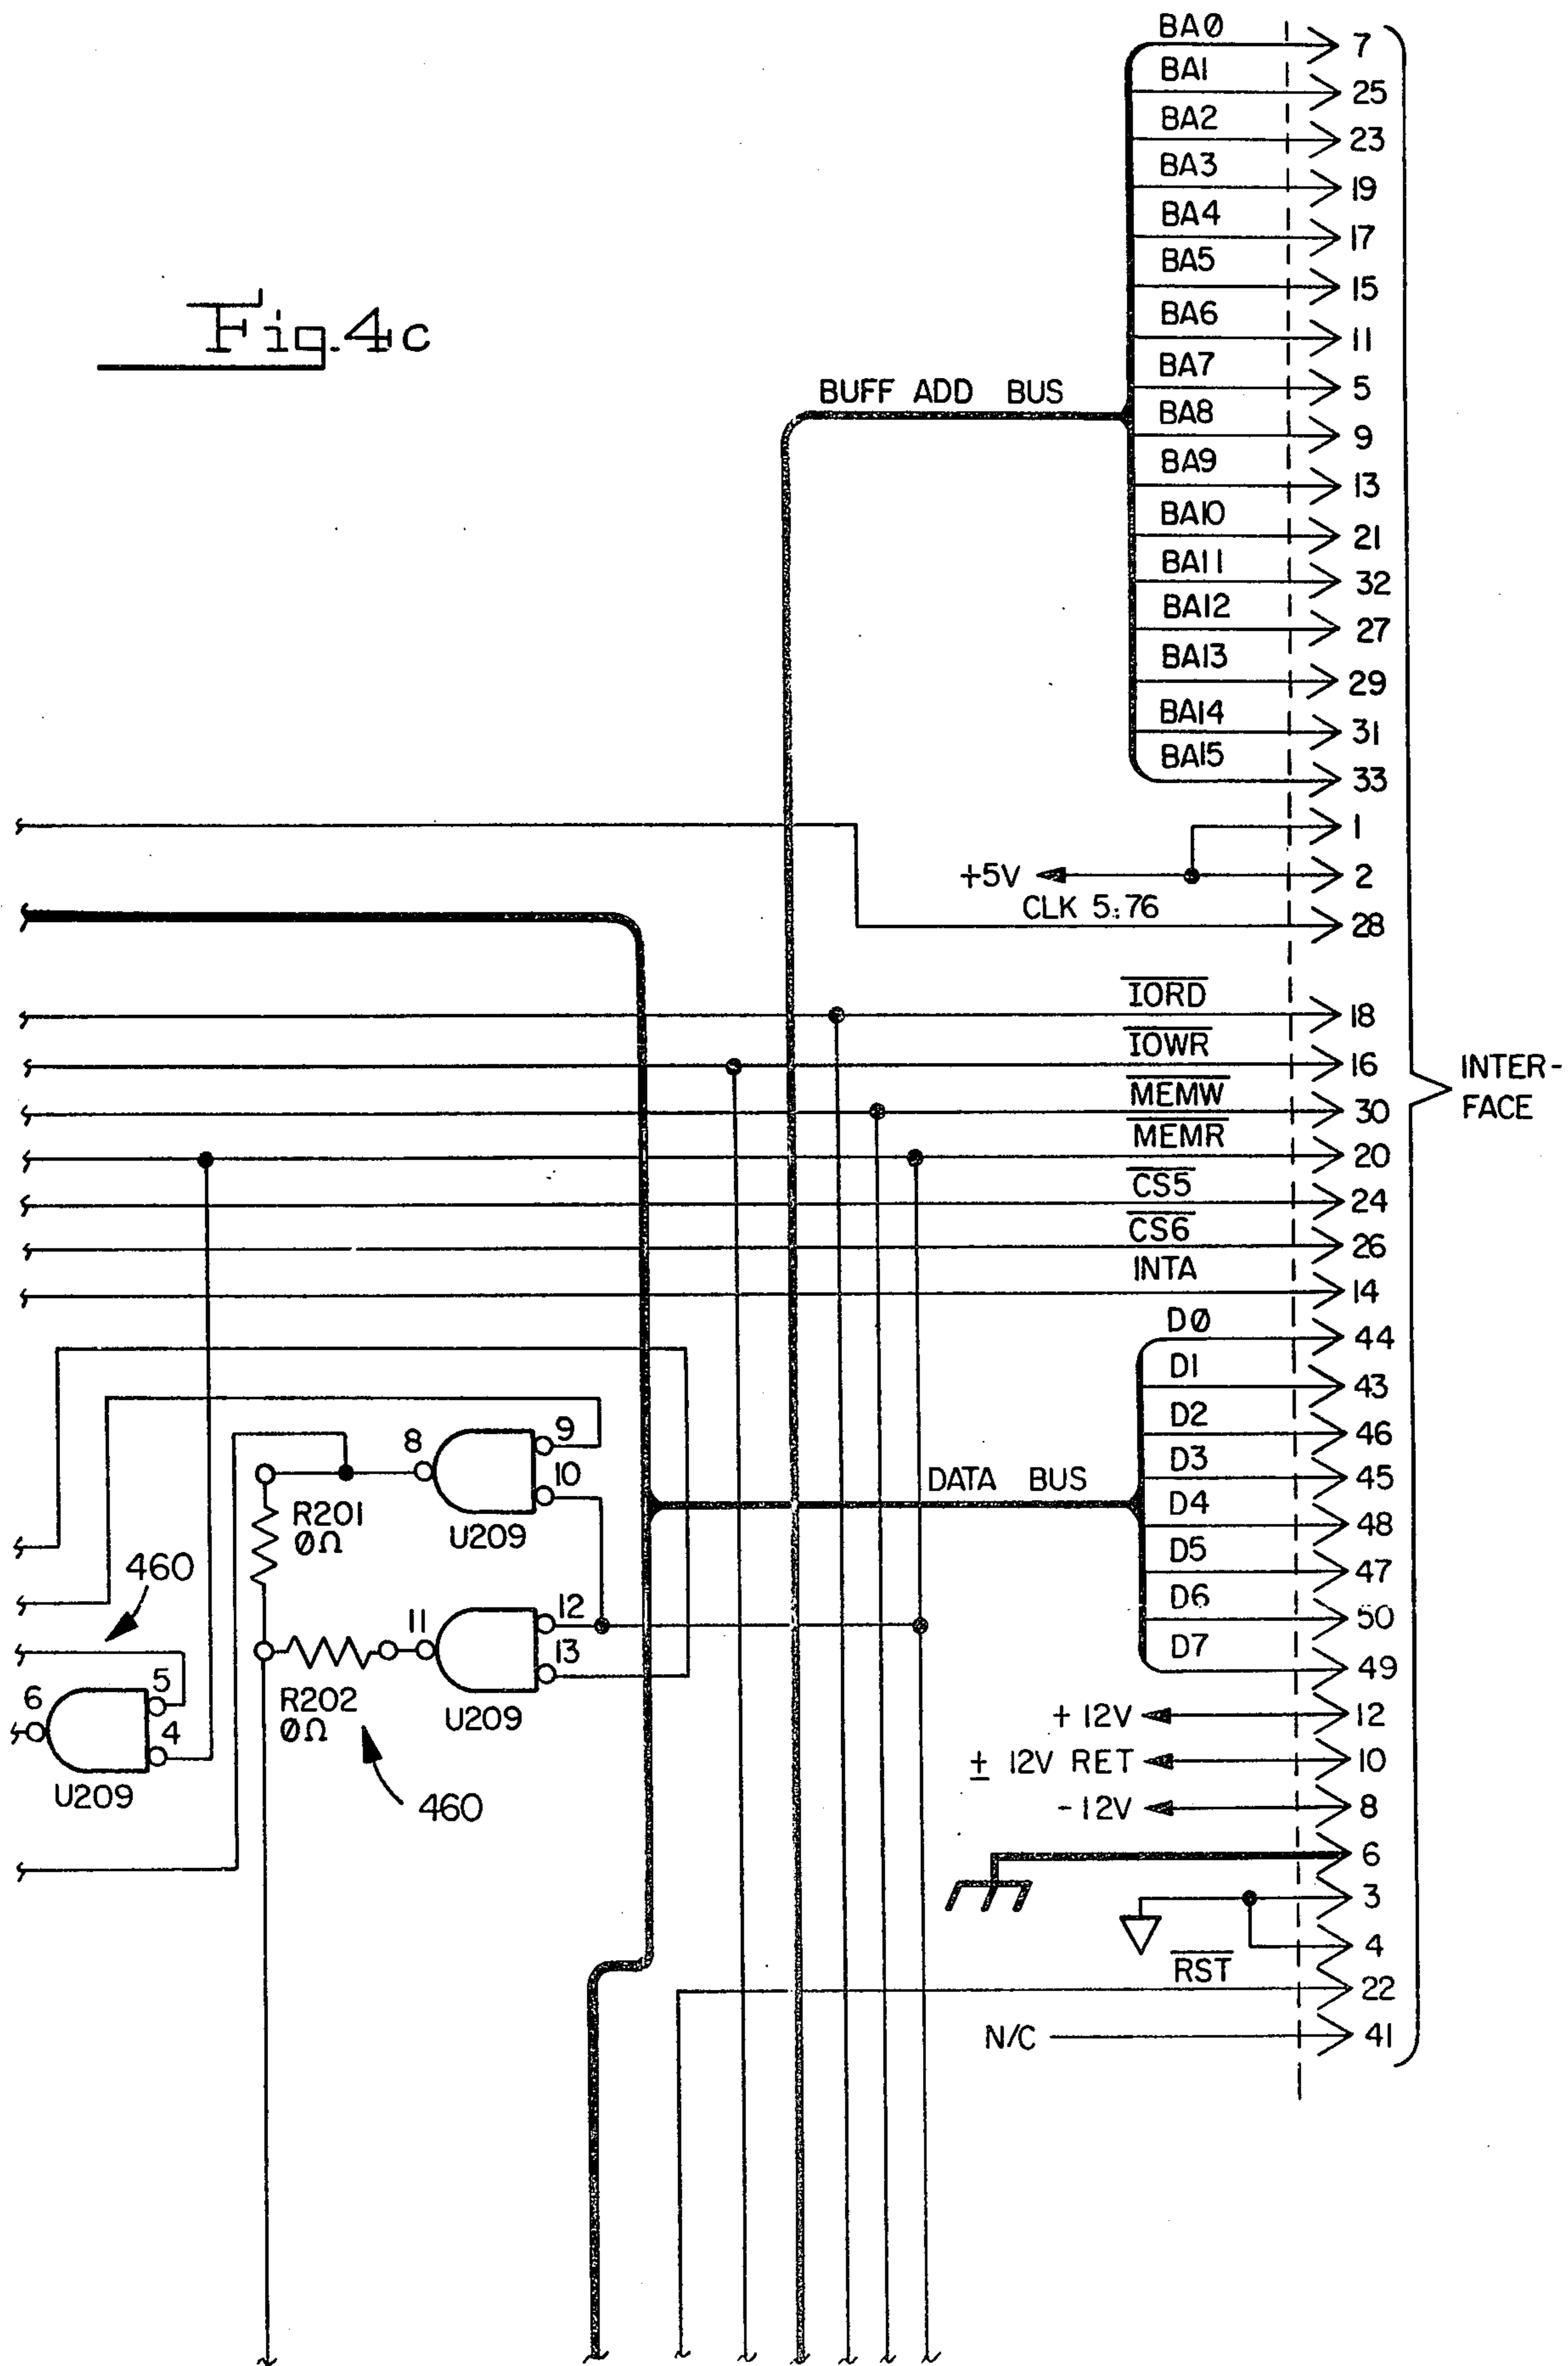 Fig. 4c
BUFF ADD BUS
BAØ 7
BA1 25
BA2 23
BA3 19
BA4 17
BA5 15
BA6 11
BA7 5
BA8 9
BA9 13
BA10 21
BA11 32
BA12 27
BA13 29
BA14 31
BA15 33
1
+5V 2
CLK 5.76 28
IORD 18
IOWR 16
MEMW 30
MEMR 20
CS5 24
CS6 26
INTA 14
INTER-
FACE
DATA BUS
DØ 44
D1 43
D2 46
D3 45
D4 48
D5 47
D6 50
D7 49
+12V 12
± 12V RET 10
-12V 8
6
3
4
RST 22
N/C 41
8
9
10
U209
R201
ØΩ
460
11
12
13
U209
R202
ØΩ
460
6
5
4
U209